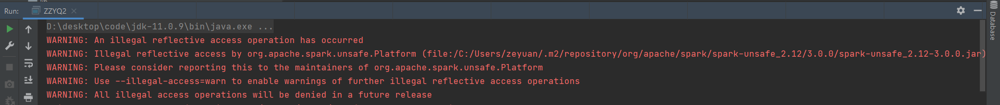 lib
Run: ZZYQ2
D:\desktop\code\jdk-11.0.9\bin\java.exe ...
WARNING: An illegal reflective access operation has occurred
WARNING: Illegal reflective access by org.apache.spark.unsafe.Platform (file:/C:/Users/zeyuan/.m2/repository/org/apache/spark/spark-unsafe_2.12/3.0.0/spark-unsafe_2.12-3.0.0.jar)
WARNING: Please consider reporting this to the maintainers of org.apache.spark.unsafe.Platform
WARNING: Use --illegal-access=warn to enable warnings of further illegal reflective access operations
WARNING: All illegal access operations will be denied in a future release
Database